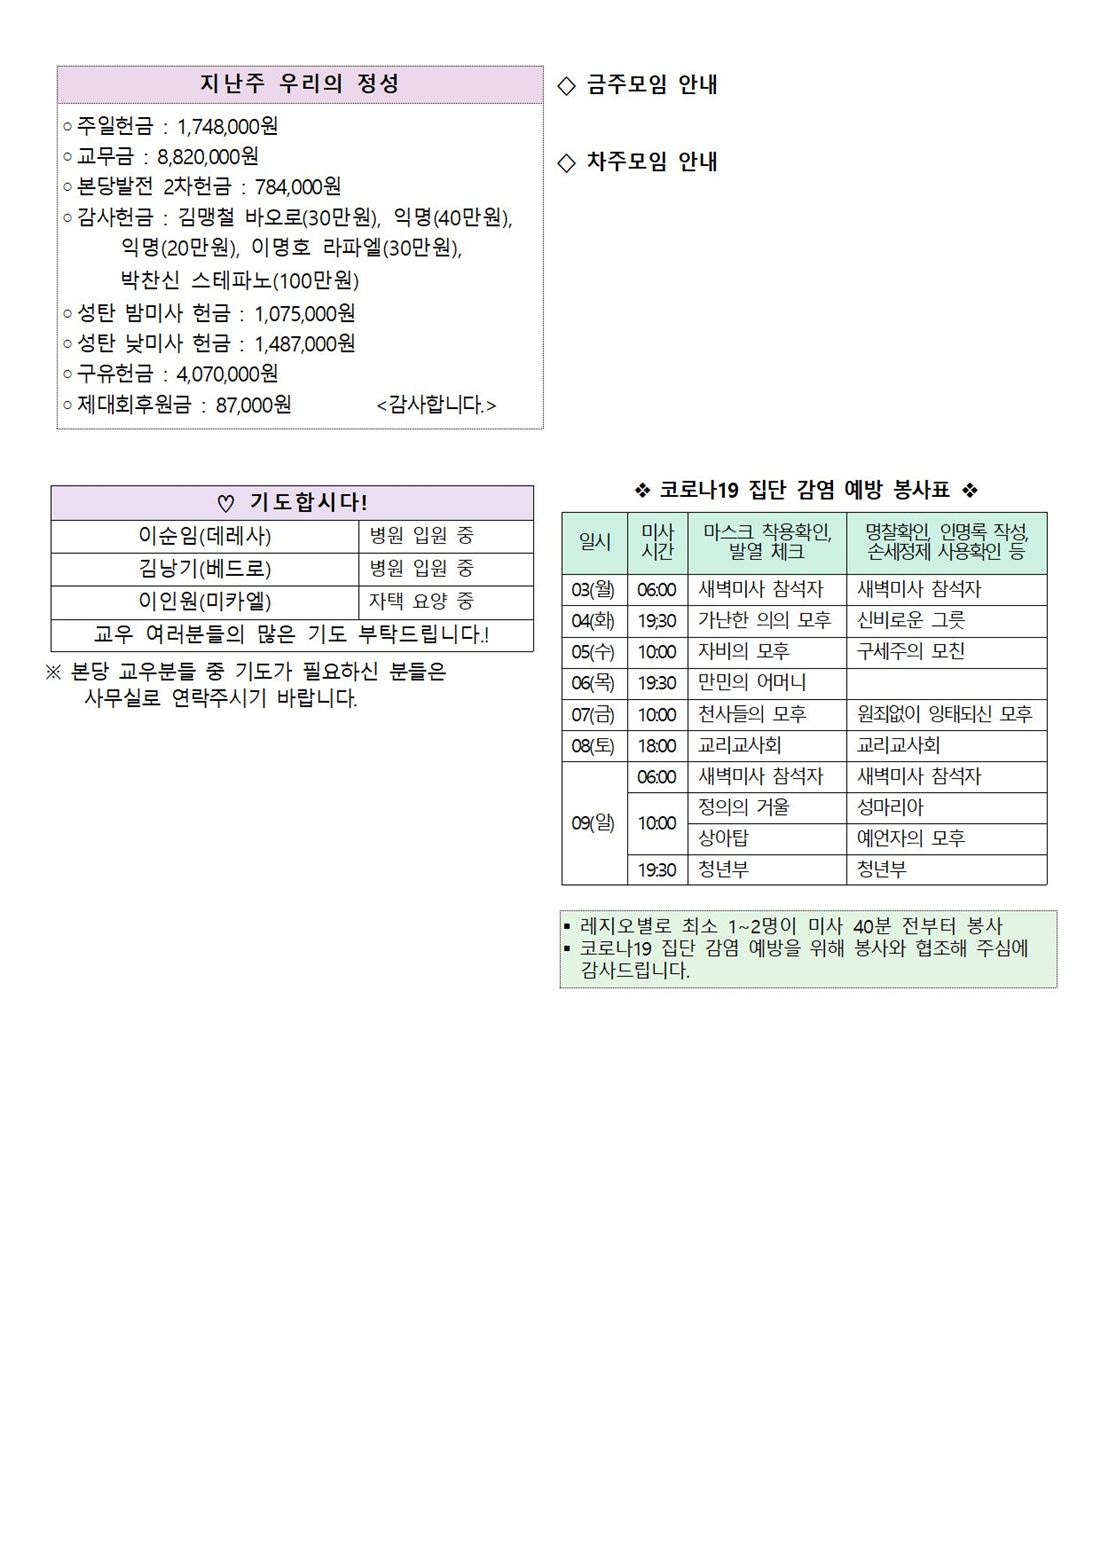 지난주 우리의 정성
○ 주일헌금 : 1,748,000원
○ 교무금 : 8,820,000원
○ 본당발전 2차헌금 : 784,000원
○ 감사헌금 : 김맹철 바오로(30만원), 익명(40만원),
익명(20만원), 이명호 라파엘(30만원),
박찬신 스테파노(100만원)
○ 성탄 밤미사 헌금 : 1,075,000원
○ 성탄 낮미사 헌금 : 1,487,000원
○ 구유헌금 : 4,070,000원
○ 제대회후원금 : 87,000원 <감사합니다.>
◇ 금주모임 안내
◇ 차주모임 안내
♡ 기도합시다!
이순임(데레사) 병원 입원 중
김낭기(베드로) 병원 입원 중
이인원(미카엘) 자택 요양 중
교우 여러분들의 많은 기도 부탁드립니다.!
※ 본당 교우분들 중 기도가 필요하신 분들은
사무실로 연락주시기 바랍니다.
❖ 코로나19 집단 감염 예방 봉사표 ❖
일시 미사 시간 마스크 착용확인, 발열 체크 명찰확인, 인명록 작성, 손세정제 사용확인 등
03(월) 06:00 새벽미사 참석자 새벽미사 참석자
04(화) 19;30 가난한 의의 모후 신비로운 그릇
05(수) 10:00 자비의 모후 구세주의 모친
06(목) 19:30 만민의 어머니
07(금) 10:00 천사들의 모후 원죄없이 잉태되신 모후
08(토) 18:00 교리교사회 교리교사회
09(일) 06:00 새벽미사 참석자 새벽미사 참석자
10:00 정의의 거울 성마리아
상아탑 예언자의 모후
19:30 청년부 청년부
▪ 레지오별로 최소 1~2명이 미사 40분 전부터 봉사
▪ 코로나19 집단 감염 예방을 위해 봉사와 협조해 주심에
감사드립니다.